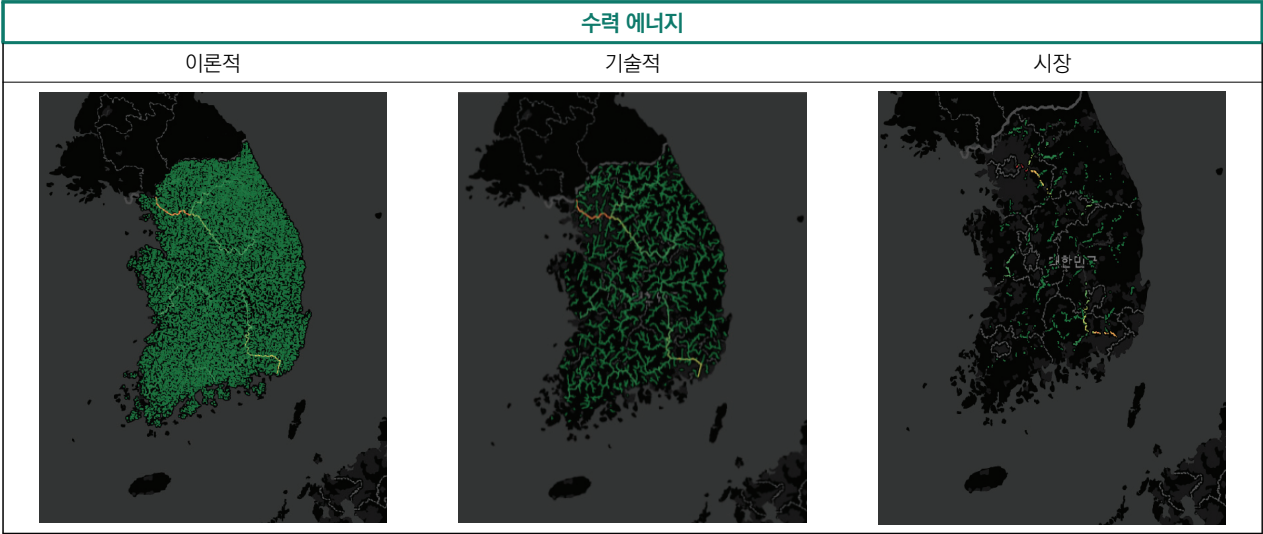 수력 에너지
이론적
기술적
시장
대한민국